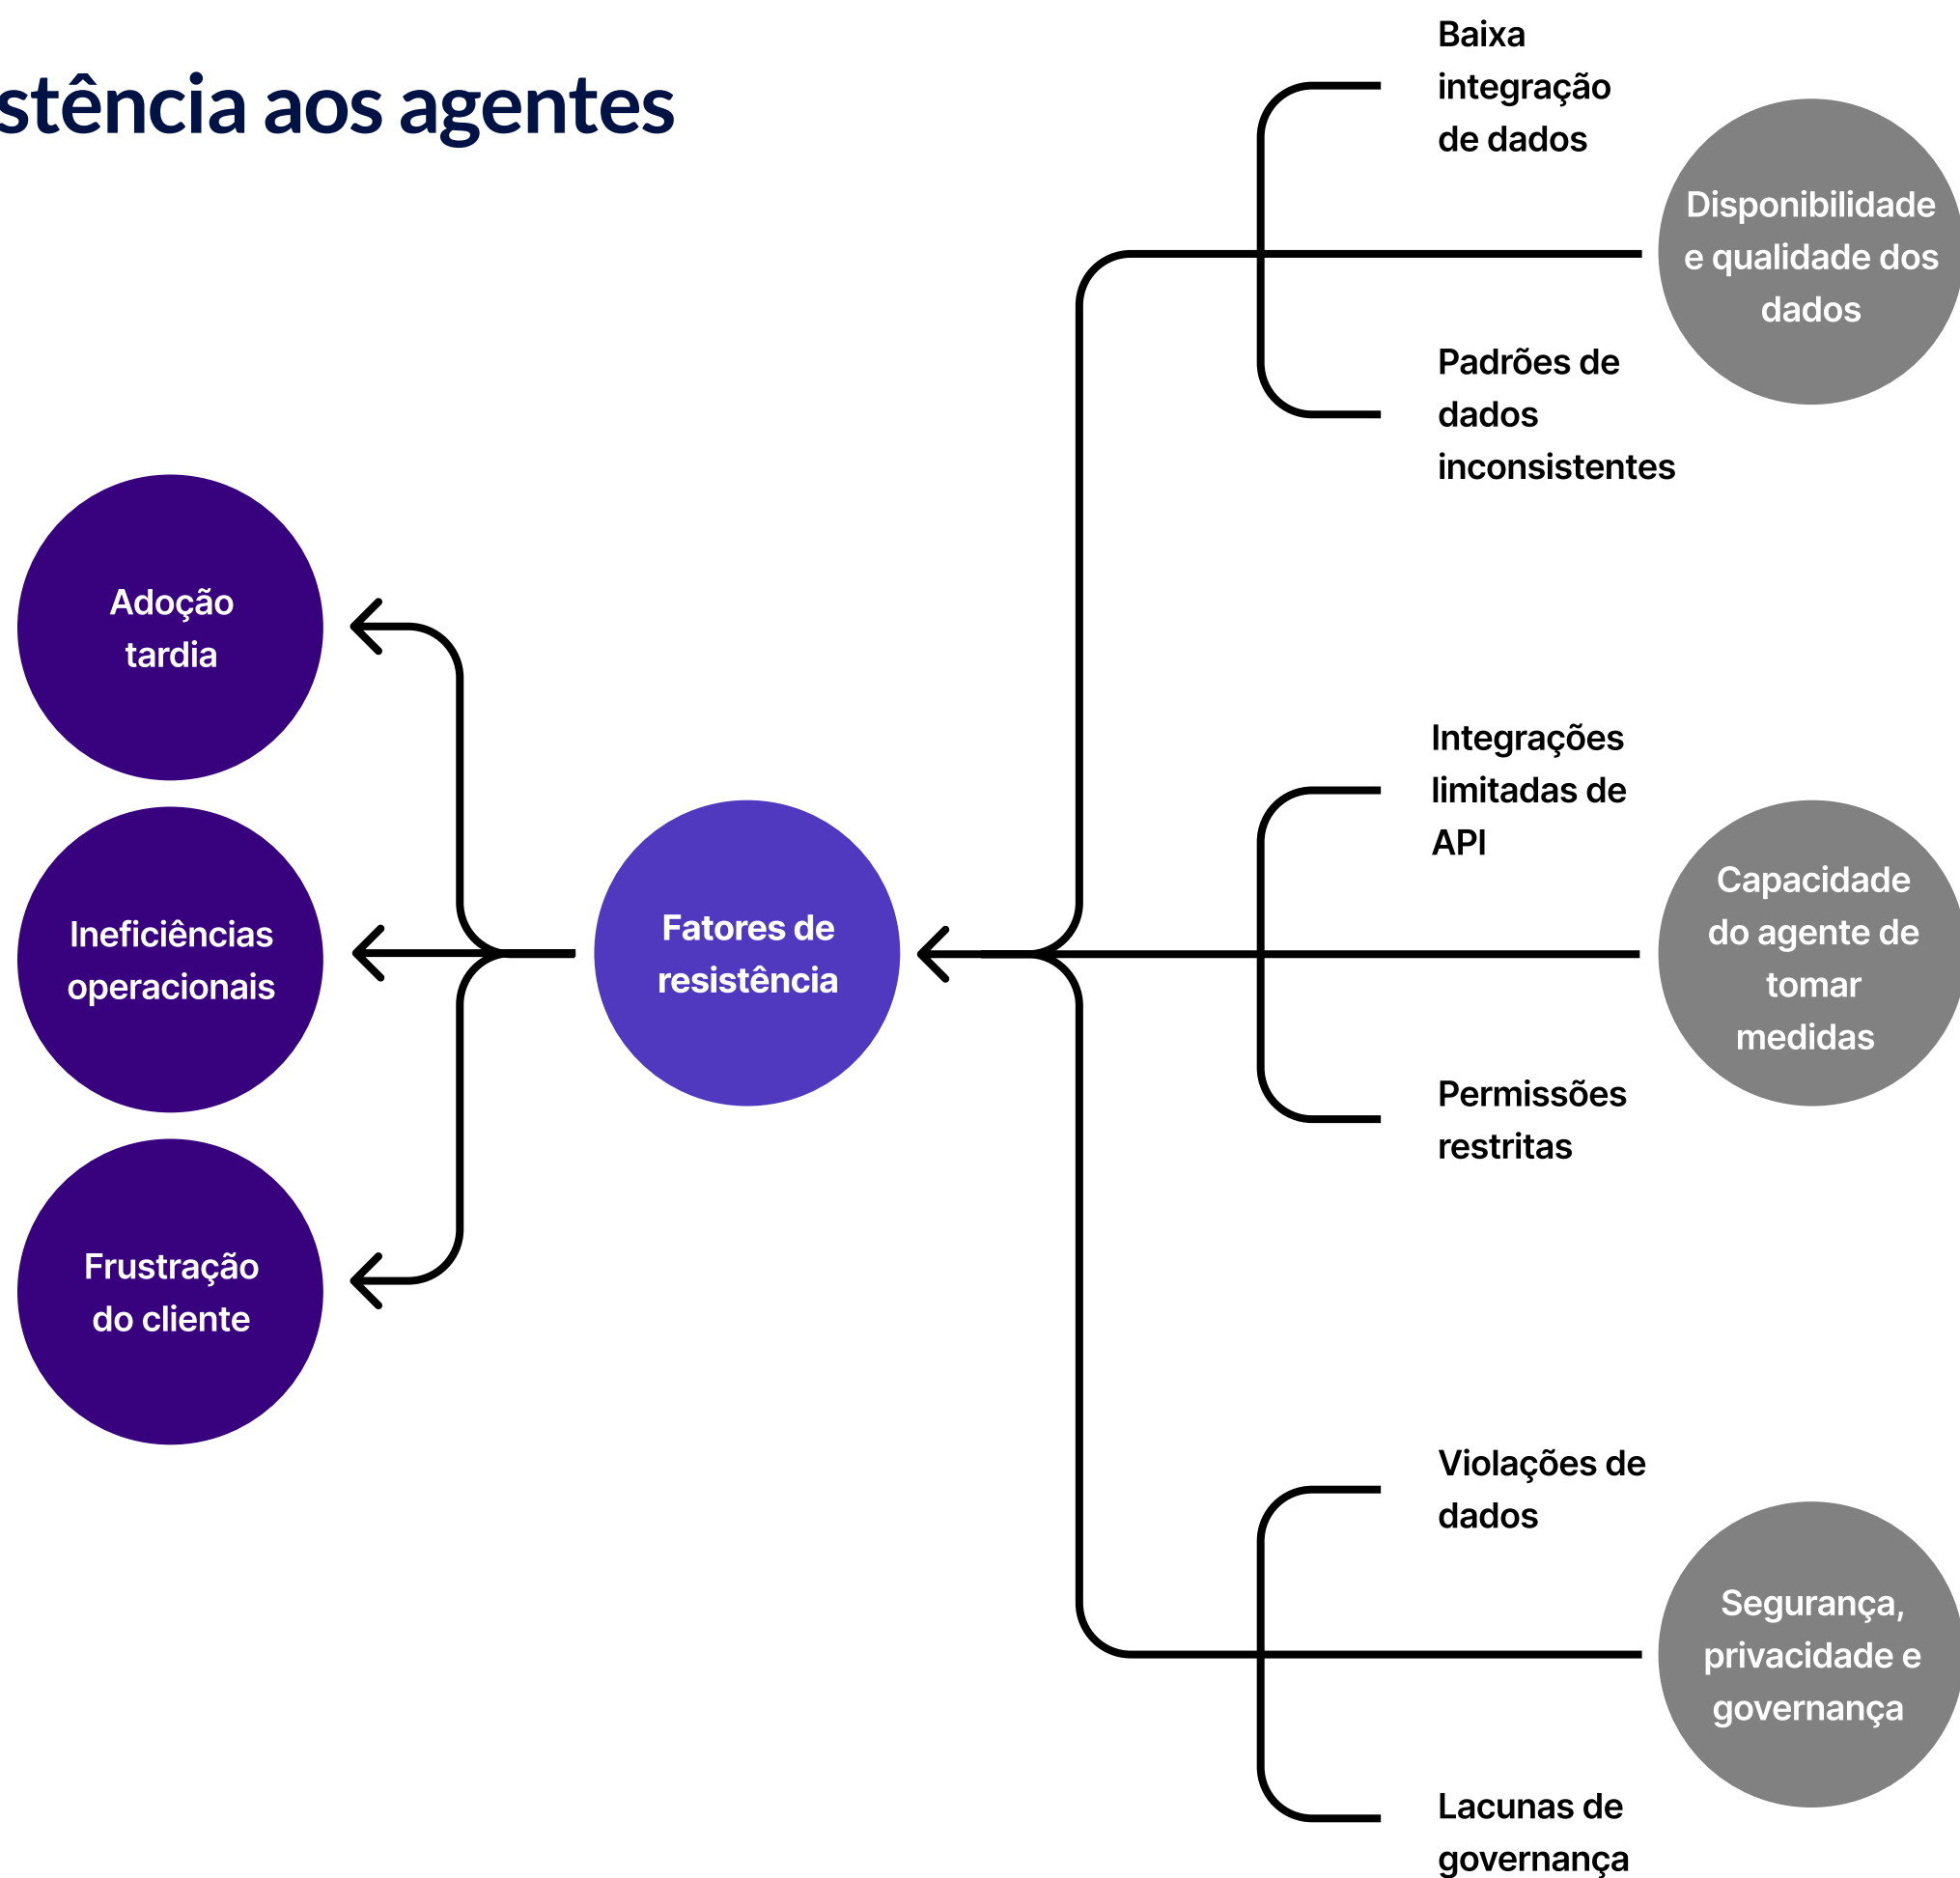 stência aos agentes
Baixa
integração
de dados
Disponibilidade
e qualidade dos
dados
Padrões de
dados
inconsistentes
Adoção
tardia
Ineficiências
operacionais
Frustração
do cliente
Fatores de
resistência
Integrações
limitadas de
API
Capacidade
do agente de
tomar
medidas
Permissões
restritas
Violações de
dados
Segurança,
privacidade e
governança
Lacunas de
governança